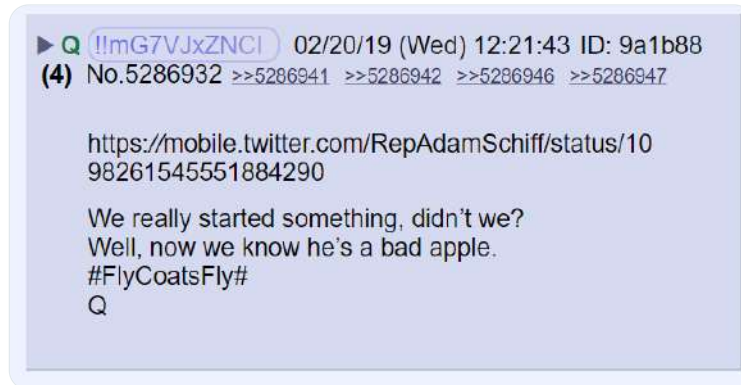 ▶ Q !!mG7VJxZNCI 02/20/19 (Wed) 12:21:43 ID: 9a1b88
(4) No.5286932 >>5286941 >>5286942 >>5286946 >>5286947
https://mobile.twitter.com/RepAdamSchiff/status/10
98261545551884290
We really started something, didn't we?
Well, now we know he's a bad apple.
#FlyCoatsFly#
Q